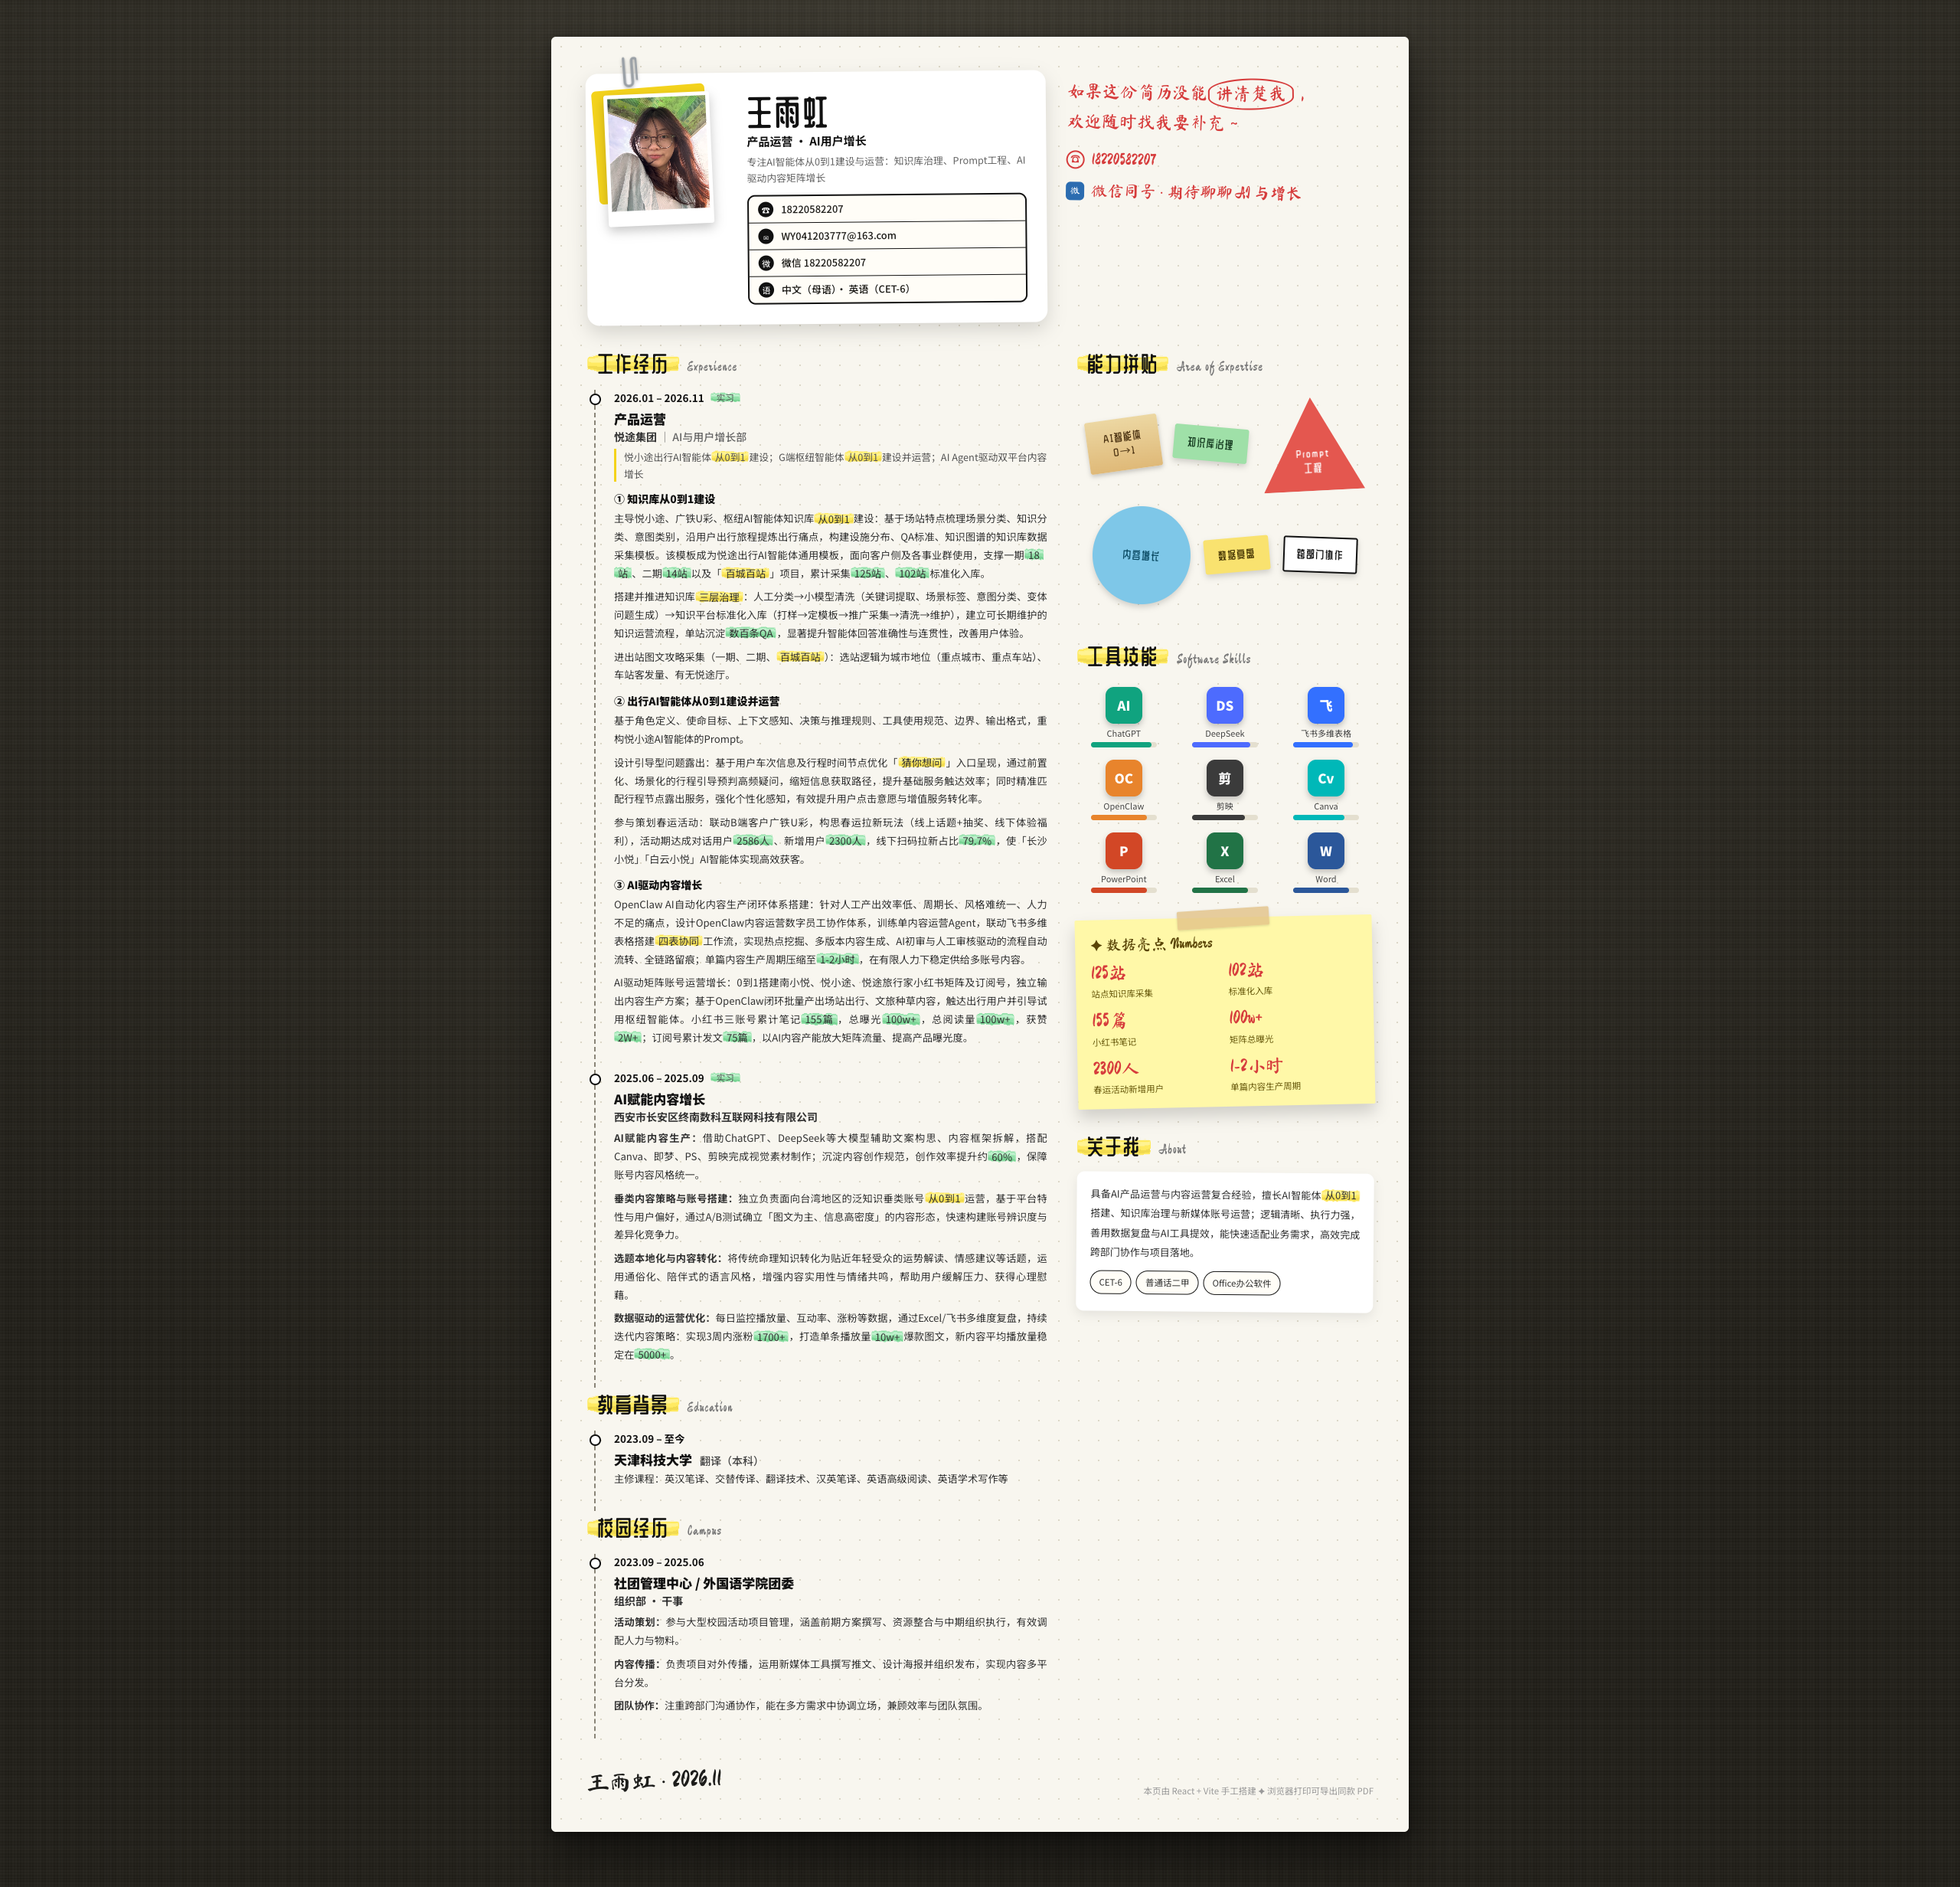 王雨虹
产品运营 · AI用户增长
专注AI智能体从0到1建设与运营：知识库治理、Prompt工程、AI
驱动内容矩阵增长
☎ 18220582207
✉ WY041203777@163.com
微 微信 18220582207
语 中文（母语）· 英语（CET-6）
如果这份简历没能讲清楚我，
欢迎随时找我要补充 ~
☎ 18220582207
微 微信同号 · 期待聊聊AI与增长
工作经历 Experience
2026.01 – 2026.11 实习
产品运营
悦途集团 | AI与用户增长部
悦小途出行AI智能体从0到1建设；G端枢纽智能体从0到1建设并运营；AI Agent驱动双平台内容
增长
① 知识库从0到1建设
主导悦小途、广铁U彩、枢纽AI智能体知识库从0到1建设：基于场站特点梳理场景分类、知识分
类、意图类别，沿用户出行旅程提炼出行痛点，构建设施分布、QA标准、知识图谱的知识库数据
采集模板。该模板成为悦途出行AI智能体通用模板，面向客户侧及各事业群使用，支撑一期18
站、二期14站以及「百城百站」项目，累计采集125站、102站标准化入库。
搭建并推进知识库三层治理：人工分类→小模型清洗（关键词提取、场景标签、意图分类、变体
问题生成）→知识平台标准化入库（打样→定模板→推广采集→清洗→维护），建立可长期维护的
知识运营流程，单站沉淀数百条QA，显著提升智能体回答准确性与连贯性，改善用户体验。
进出站图文攻略采集（一期、二期、百城百站）：选站逻辑为城市地位（重点城市、重点车站）、
车站客发量、有无悦途厅。
② 出行AI智能体从0到1建设并运营
基于角色定义、使命目标、上下文感知、决策与推理规则、工具使用规范、边界、输出格式，重
构悦小途AI智能体的Prompt。
设计引导型问题露出：基于用户车次信息及行程时间节点优化「猜你想问」入口呈现，通过前置
化、场景化的行程引导预判高频疑问，缩短信息获取路径，提升基础服务触达效率；同时精准匹
配行程节点露出服务，强化个性化感知，有效提升用户点击意愿与增值服务转化率。
参与策划春运活动：联动B端客户广铁U彩，构思春运拉新玩法（线上话题+抽奖、线下体验福
利），活动期达成对话用户2586人、新增用户2300人，线下扫码拉新占比79.7%，使「长沙
小悦」「白云小悦」AI智能体实现高效获客。
③ AI驱动内容增长
OpenClaw AI自动化内容生产闭环体系搭建：针对人工产出效率低、周期长、风格难统一、人力
不足的痛点，设计OpenClaw内容运营数字员工协作体系，训练单内容运营Agent，联动飞书多维
表格搭建四表协同工作流，实现热点挖掘、多版本内容生成、AI初审与人工审核驱动的流程自动
流转、全链路留痕；单篇内容生产周期压缩至1-2小时，在有限人力下稳定供给多账号内容。
AI驱动矩阵账号运营增长：0到1搭建南小悦、悦小途、悦途旅行家小红书矩阵及订阅号，独立输
出内容生产方案；基于OpenClaw闭环批量产出场站出行、文旅种草内容，触达出行用户并引导试
用枢纽智能体。小红书三账号累计笔记155篇，总曝光100w+，总阅读量100w+，获赞
2W+；订阅号累计发文75篇，以AI内容产能放大矩阵流量、提高产品曝光度。
2025.06 – 2025.09 实习
AI赋能内容增长
西安市长安区终南数科互联网科技有限公司
AI赋能内容生产：借助ChatGPT、DeepSeek等大模型辅助文案构思、内容框架拆解，搭配
Canva、即梦、PS、剪映完成视觉素材制作；沉淀内容创作规范，创作效率提升约60%，保障
账号内容风格统一。
垂类内容策略与账号搭建：独立负责面向台湾地区的泛知识垂类账号从0到1运营，基于平台特
性与用户偏好，通过A/B测试确立「图文为主、信息高密度」的内容形态，快速构建账号辨识度与
差异化竞争力。
选题本地化与内容转化：将传统命理知识转化为贴近年轻受众的运势解读、情感建议等话题，运
用通俗化、陪伴式的语言风格，增强内容实用性与情绪共鸣，帮助用户缓解压力、获得心理慰
藉。
数据驱动的运营优化：每日监控播放量、互动率、涨粉等数据，通过Excel/飞书多维度复盘，持续
迭代内容策略：实现3周内涨粉1700+，打造单条播放量10w+爆款图文，新内容平均播放量稳
定在5000+。
教育背景 Education
2023.09 – 至今
天津科技大学 翻译（本科）
主修课程：英汉笔译、交替传译、翻译技术、汉英笔译、英语高级阅读、英语学术写作等
校园经历 Campus
2023.09 – 2025.06
社团管理中心 / 外国语学院团委
组织部 · 干事
活动策划：参与大型校园活动项目管理，涵盖前期方案撰写、资源整合与中期组织执行，有效调
配人力与物料。
内容传播：负责项目对外传播，运用新媒体工具撰写推文、设计海报并组织发布，实现内容多平
台分发。
团队协作：注重跨部门沟通协作，能在多方需求中协调立场，兼顾效率与团队氛围。
能力拼贴 Area of Expertise
AI智能体
0→1
知识库治理
Prompt
工程
内容增长
数据复盘
跨部门协作
工具技能 Software Skills
AI DS 飞
ChatGPT DeepSeek 飞书多维表格
OC 剪 Cv
OpenClaw 剪映 Canva
P X W
PowerPoint Excel Word
✦ 数据亮点 Numbers
125站 102站
站点知识库采集 标准化入库
155篇 100w+
小红书笔记 矩阵总曝光
2300人 1-2小时
春运活动新增用户 单篇内容生产周期
关于我 About
具备AI产品运营与内容运营复合经验，擅长AI智能体从0到1
搭建、知识库治理与新媒体账号运营；逻辑清晰、执行力强，
善用数据复盘与AI工具提效，能快速适配业务需求，高效完成
跨部门协作与项目落地。
CET-6 普通话二甲 Office办公软件
王雨虹 · 2026.11
本页由 React + Vite 手工搭建 ✦ 浏览器打印可导出同款 PDF